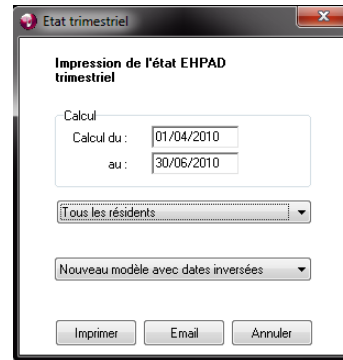 Etat trimestriel
Impression de l'état EHPAD
trimestriel
Calcul
Calcul du : 01/04/2010
au : 30/06/2010
Tous les résidents
Nouveau modèle avec dates inversées
Imprimer Email Annuler